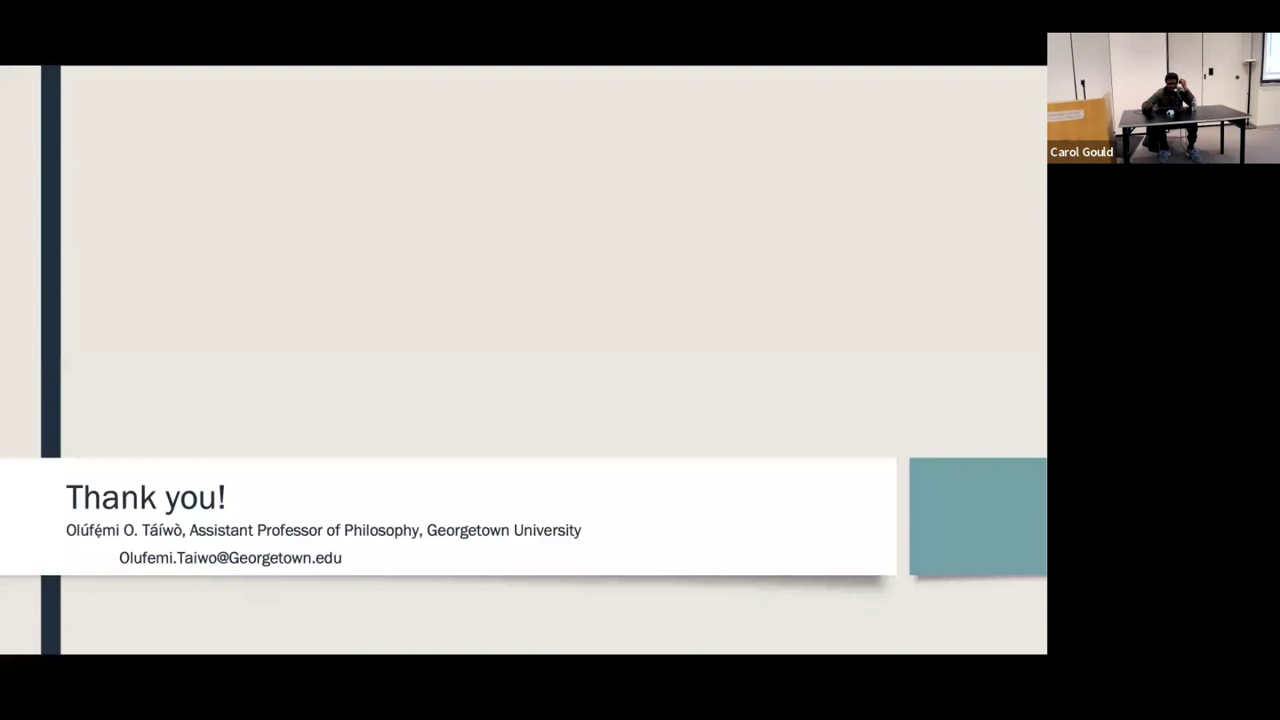 Thank you!
Olúfẹ́mi O. Táíwò, Assistant Professor of Philosophy, Georgetown University
Olufemi.Taiwo@Georgetown.edu
Carol Gould